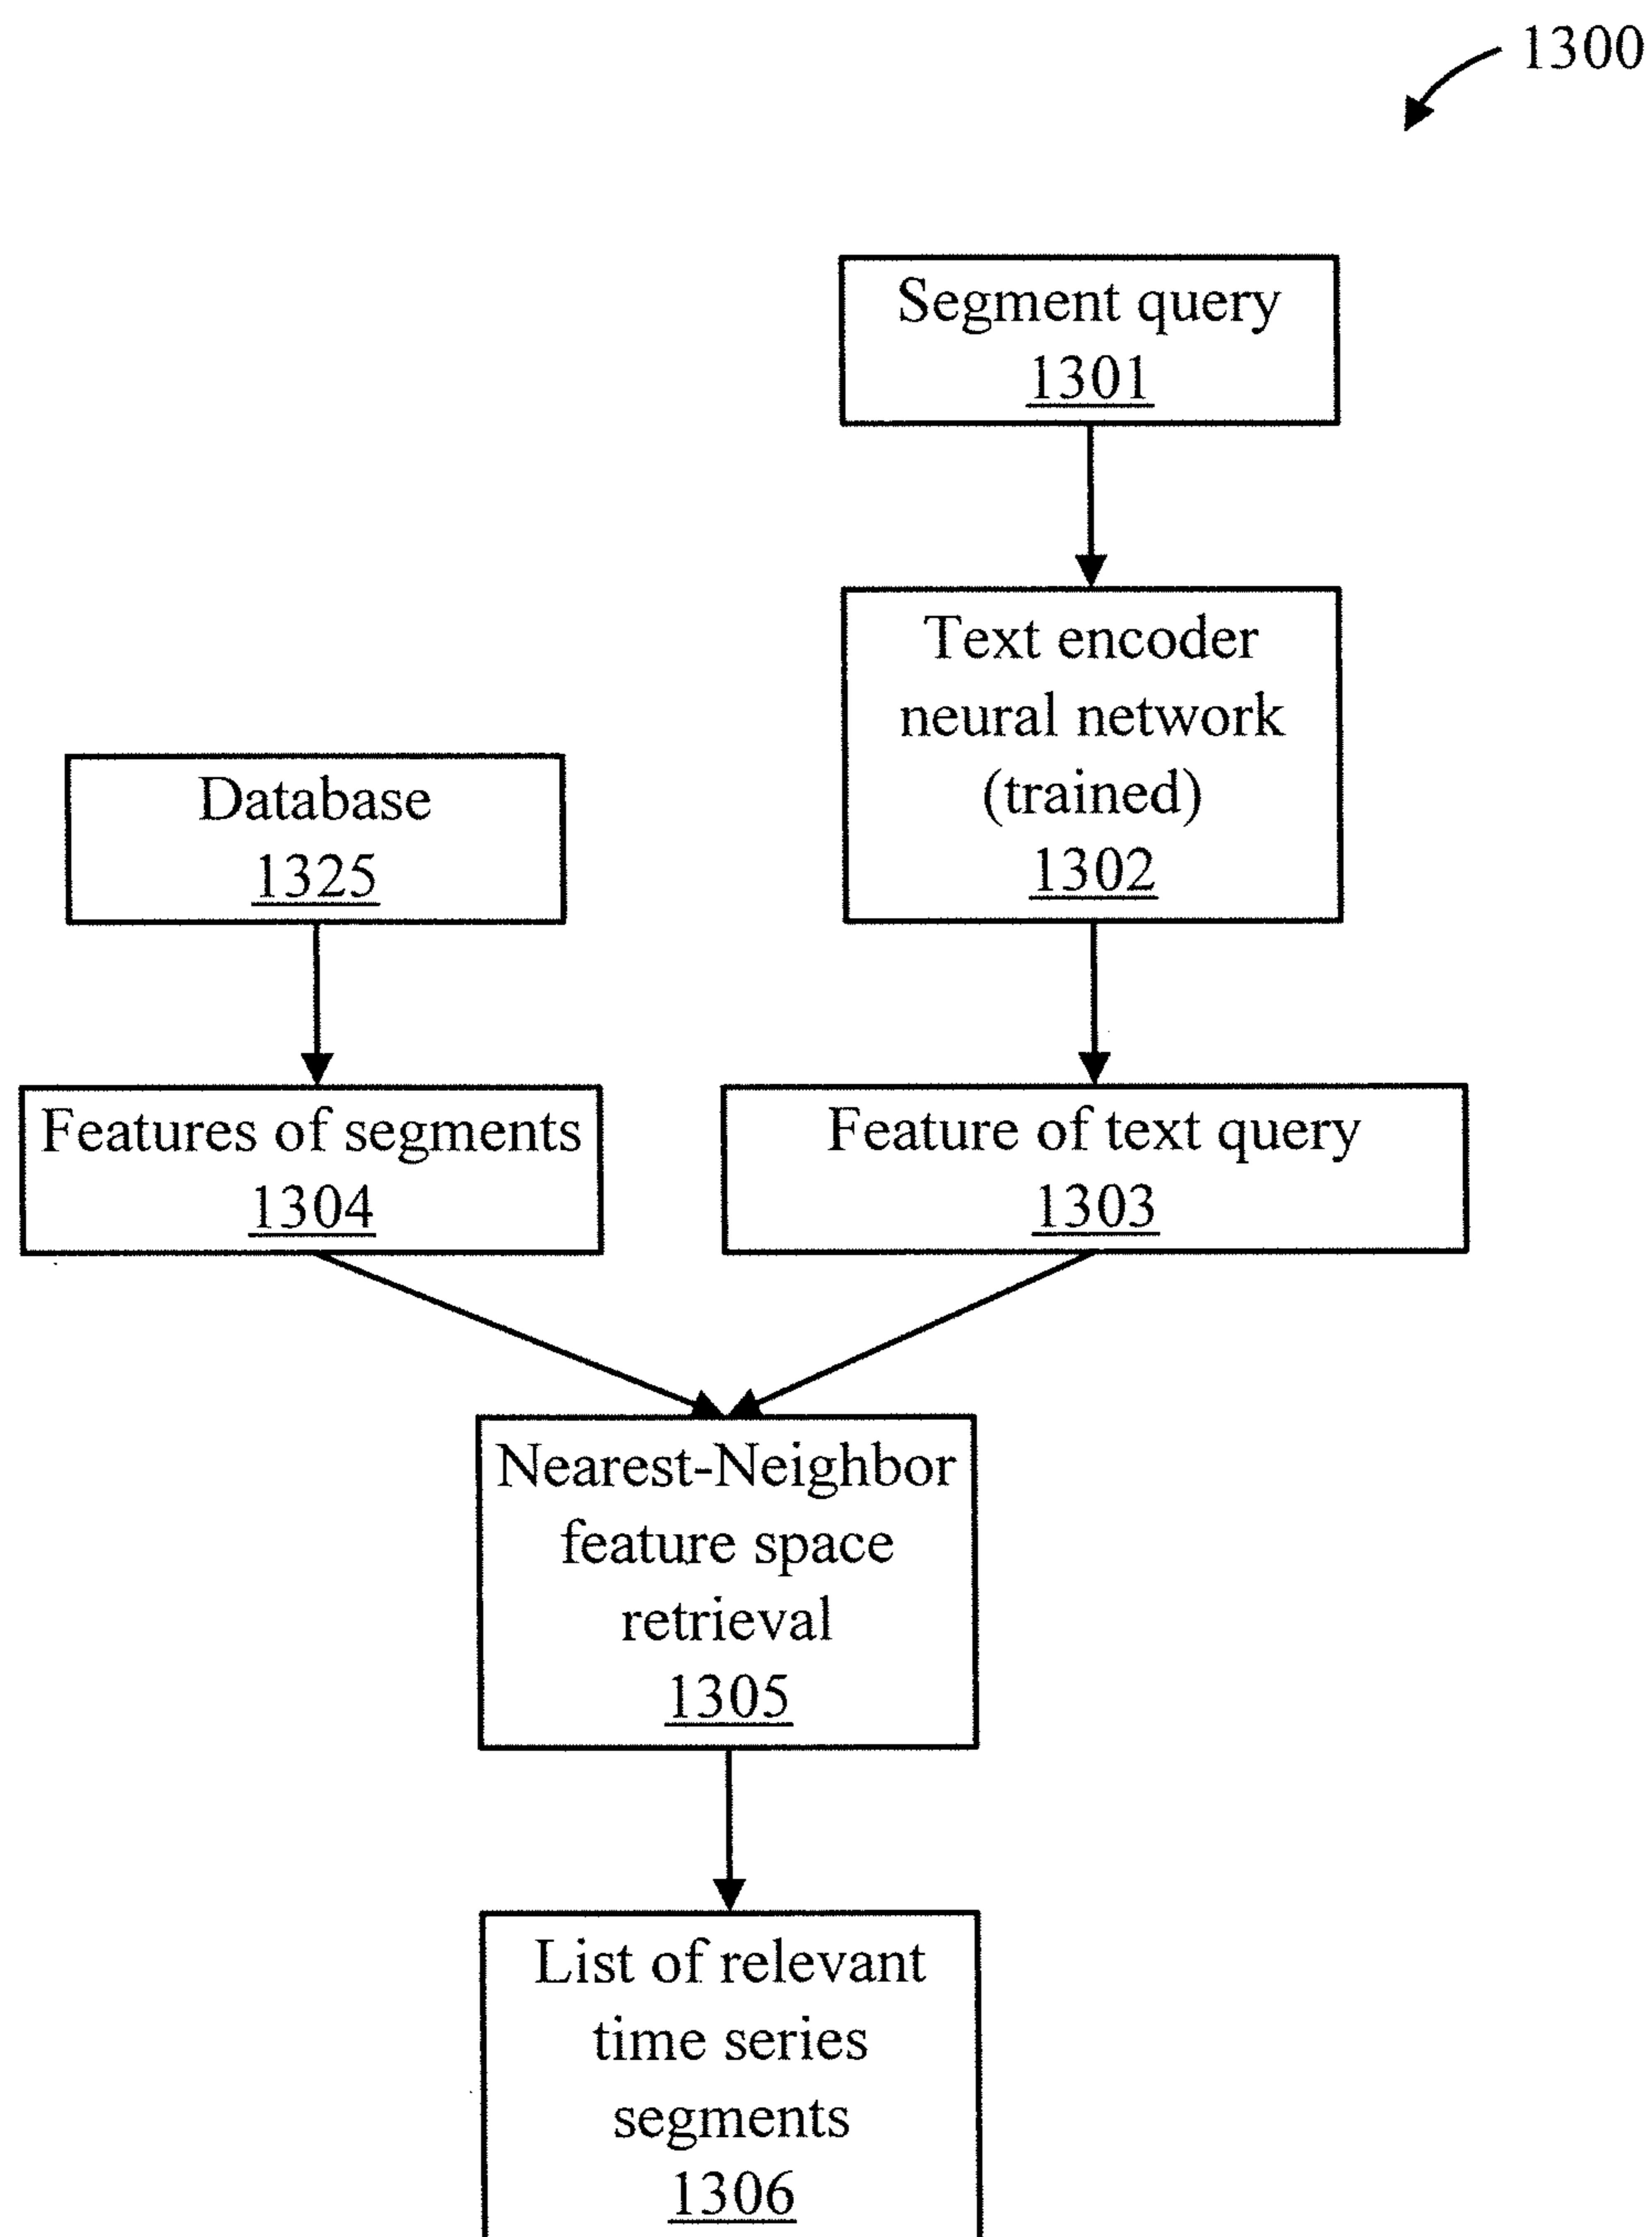 1300
Segment query
1301
Text encoder
neural network
(trained)
1302
Database
1325
Features of segments
1304
Feature of text query
1303
Nearest-Neighbor
feature space
retrieval
1305
List of relevant
time series
segments
1306